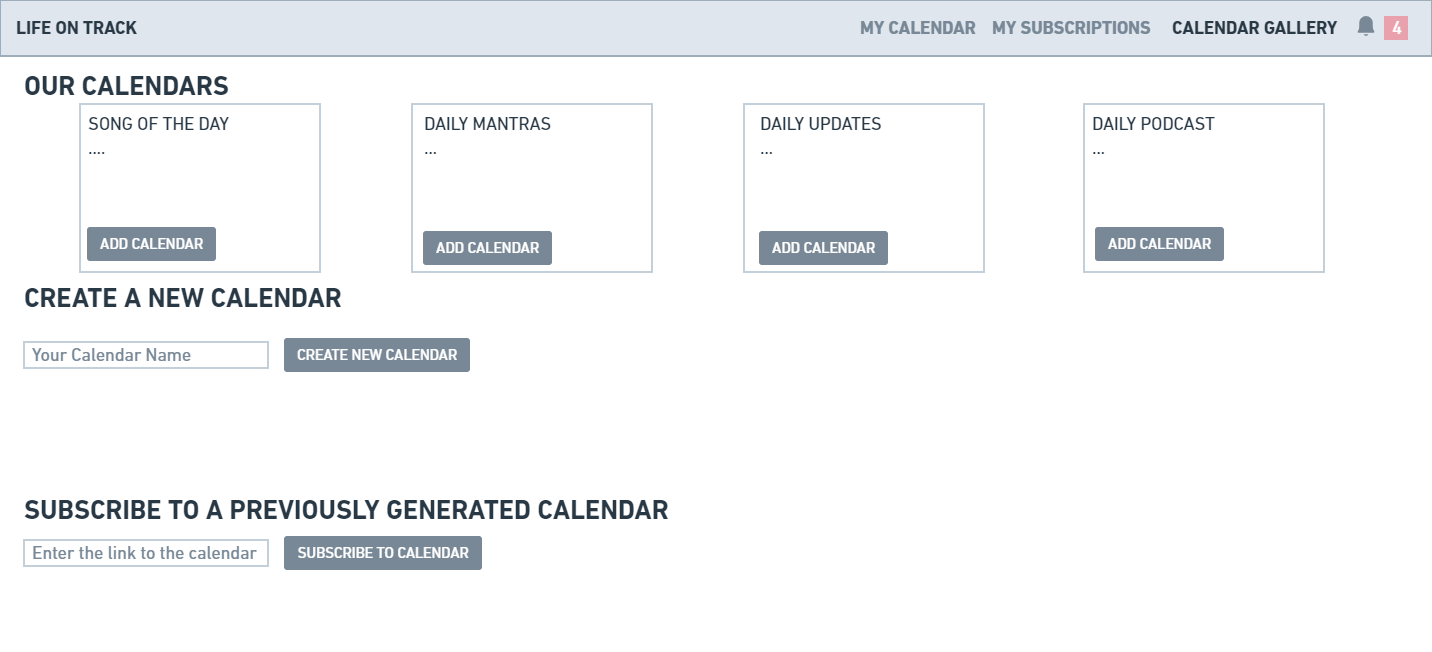 LIFE ON TRACK MY CALENDAR MY SUBSCRIPTIONS CALENDAR GALLERY 4
OUR CALENDARS
SONG OF THE DAY DAILY MANTRAS DAILY UPDATES DAILY PODCAST
.... ... ... ...
ADD CALENDAR ADD CALENDAR ADD CALENDAR ADD CALENDAR
CREATE A NEW CALENDAR
Your Calendar Name CREATE NEW CALENDAR
SUBSCRIBE TO A PREVIOUSLY GENERATED CALENDAR
Enter the link to the calendar SUBSCRIBE TO CALENDAR